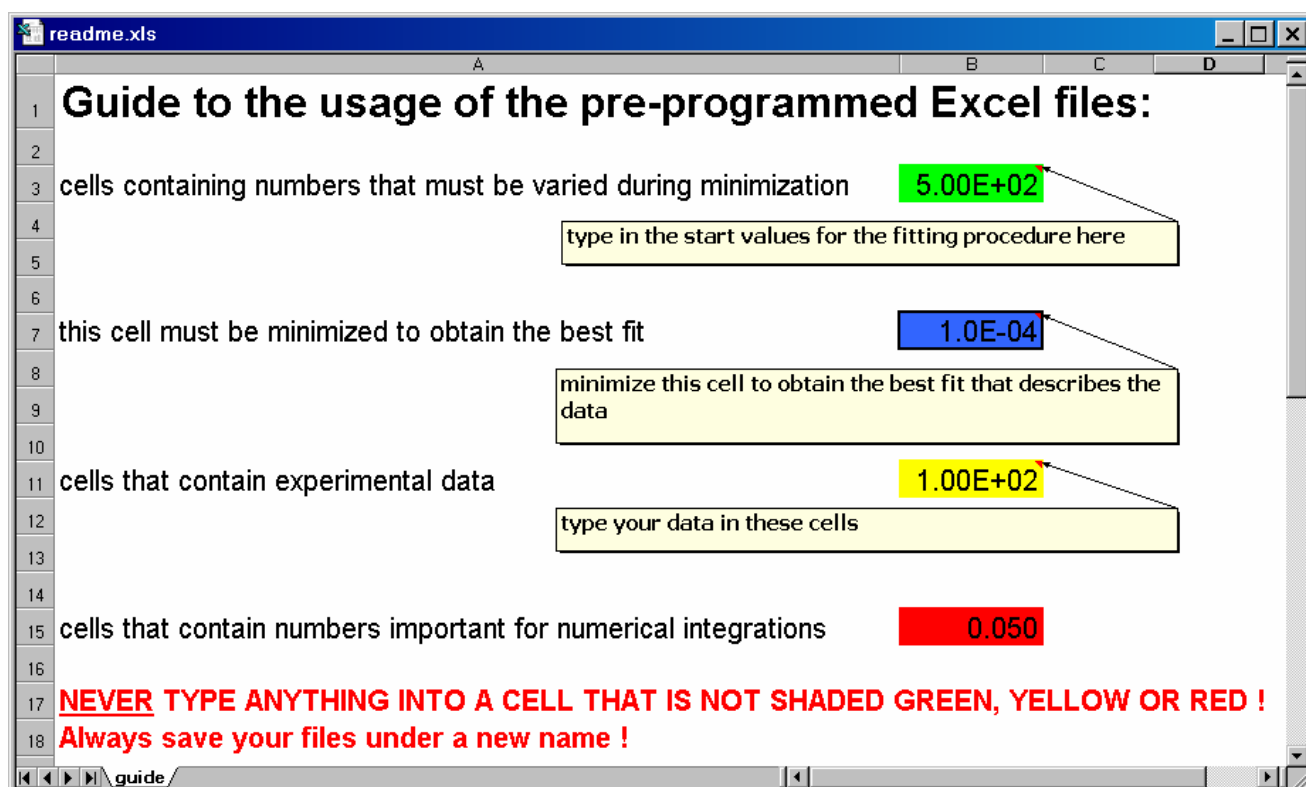 readme.xls
A B C D
1 Guide to the usage of the pre-programmed Excel files:
2
3 cells containing numbers that must be varied during minimization 5.00E+02
4 type in the start values for the fitting procedure here
5
6
7 this cell must be minimized to obtain the best fit 1.0E-04
8 minimize this cell to obtain the best fit that describes the
9 data
10
11 cells that contain experimental data 1.00E+02
12 type your data in these cells
13
14
15 cells that contain numbers important for numerical integrations 0.050
16
17 NEVER TYPE ANYTHING INTO A CELL THAT IS NOT SHADED GREEN, YELLOW OR RED !
18 Always save your files under a new name !
guide